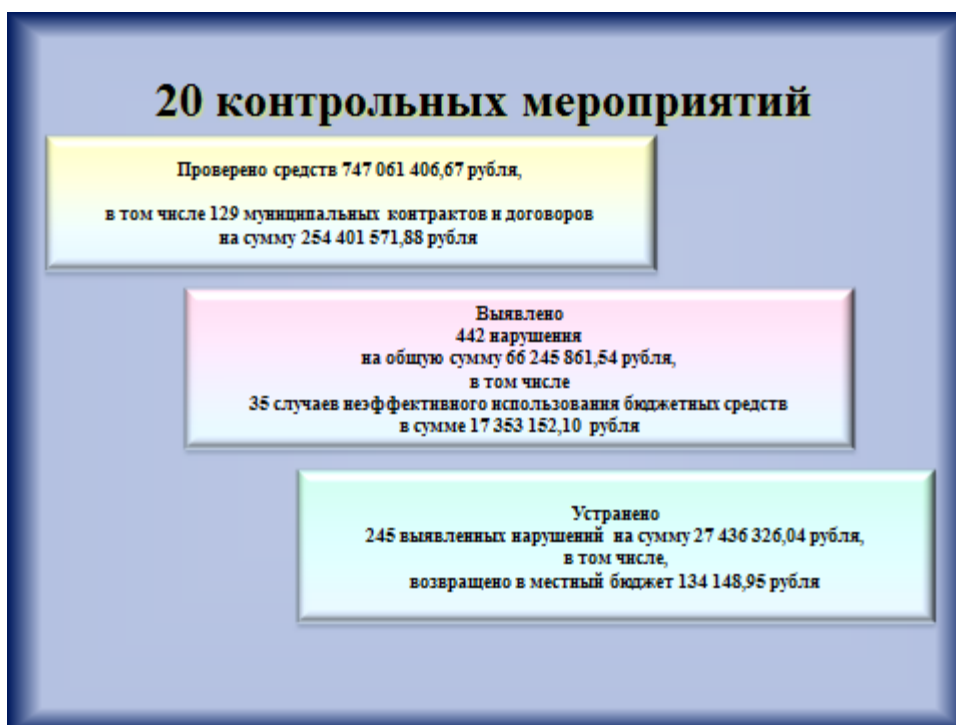 20 контрольных мероприятий
Проверено средств 747 061 406,67 рубля,
в том числе 129 муниципальных контрактов и договоров
на сумму 254 401 571,88 рубля
Выявлено
442 нарушения
на общую сумму 66 245 861,54 рубля,
в том числе
35 случаев неэффективного использования бюджетных средств
в сумме 17 353 152,10 рубля
Устранено
245 выявленных нарушений на сумму 27 436 326,04 рубля,
в том числе,
возвращено в местный бюджет 134 148,95 рубля